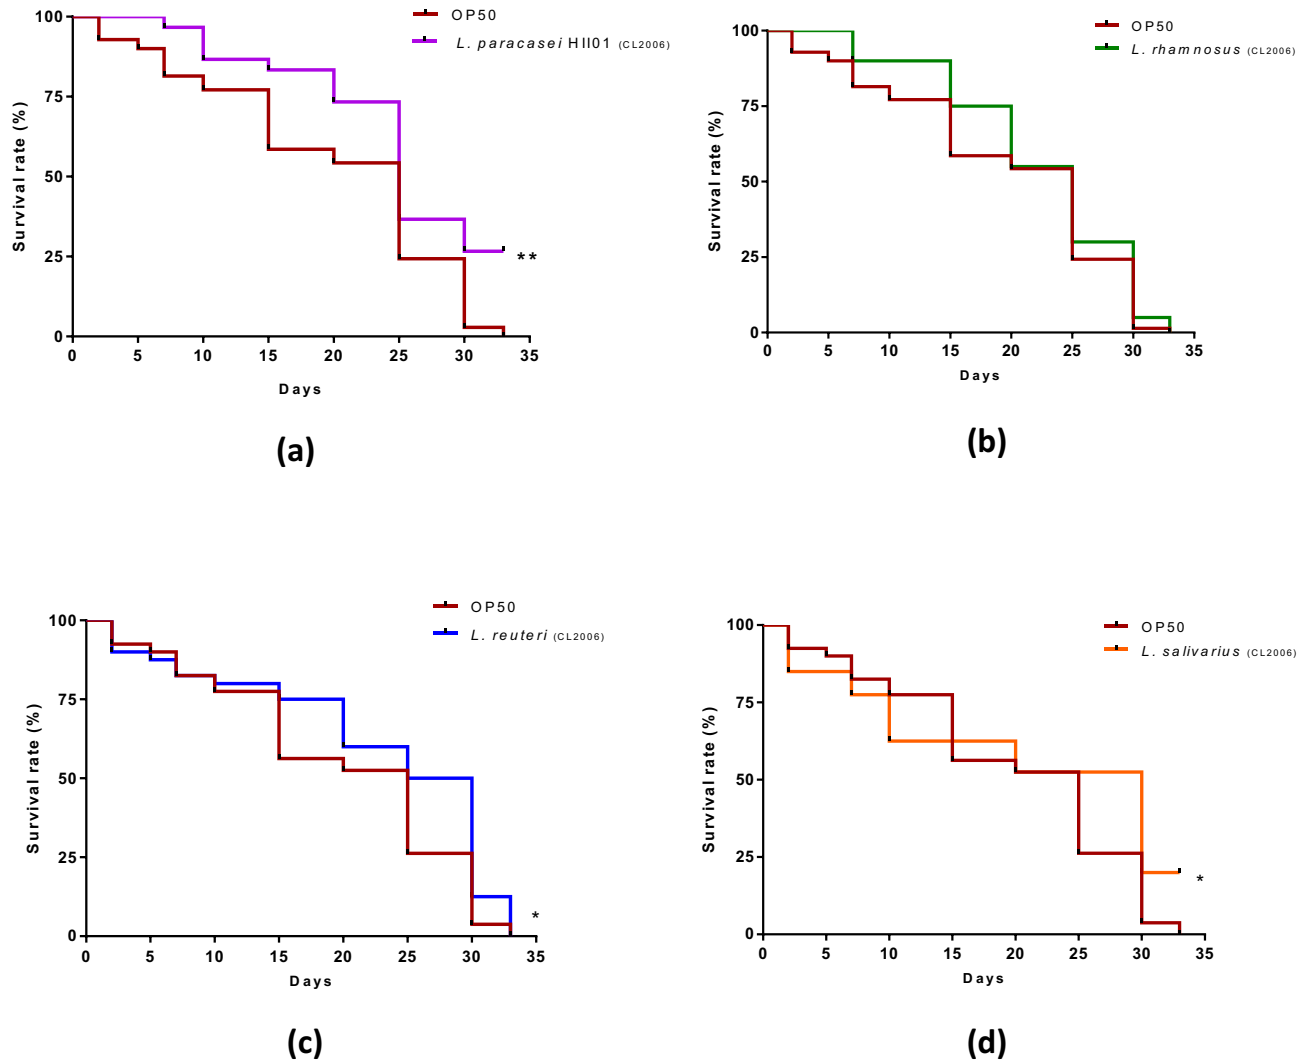 OP50
L. paracasei HII01 (CL2006)
Survival rate (%)
100
75
50
25
0
0 5 10 15 20 25 30 35
**
Days
(a)
OP50
L. rhamnosus (CL2006)
Survival rate (%)
100
75
50
25
0
0 5 10 15 20 25 30 35
Days
(b)
OP50
L. reuteri (CL2006)
Survival rate (%)
100
75
50
25
0
0 5 10 15 20 25 30 35
*
Days
(c)
OP50
L. salivarius (CL2006)
Survival rate (%)
100
75
50
25
0
0 5 10 15 20 25 30 35
*
Days
(d)